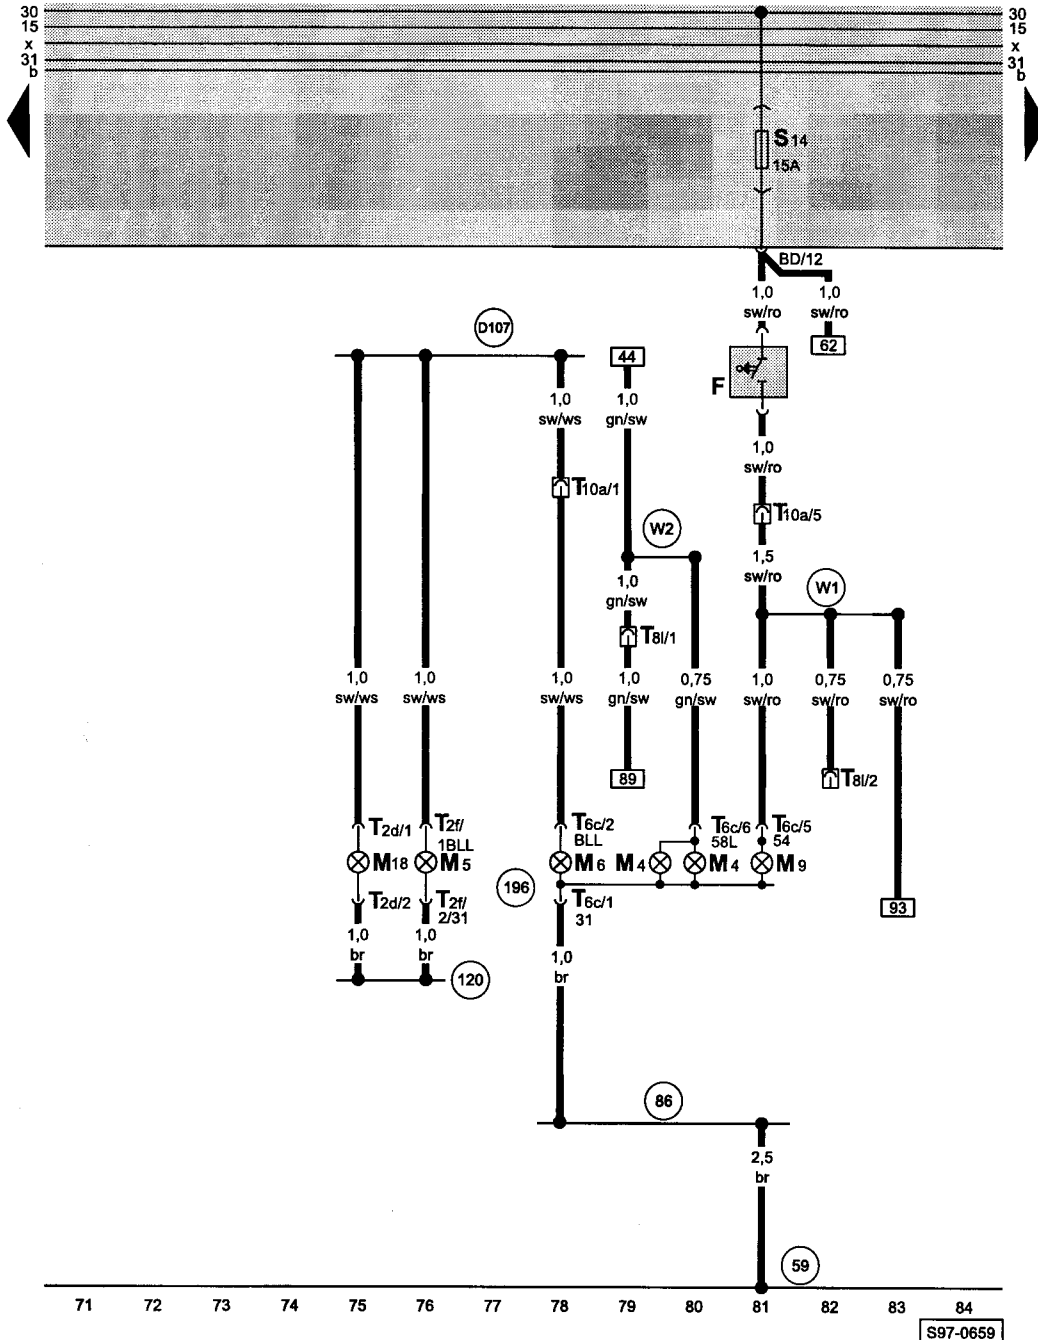 30 30
15 15
x x
31 31
b b
S14
15A
BD/12
1,0 1,0
sw/ro sw/ro
D107
44
62
F
1,0 1,0
sw/ws gn/sw
1,0
sw/ro
T10a/1
T10a/5
W2
1,5
sw/ro
1,0
gn/sw
W1
T8l/1
1,0 1,0 1,0 1,0 0,75 1,0 0,75 0,75
sw/ws sw/ws sw/ws gn/sw gn/sw sw/ro sw/ro sw/ro
89
T8l/2
T2d/1 T2f/ T6c/2 T6c/6 T6c/5
1BLL BLL 58L 54
M18 M5 M6 M4 M4 M9
196
T2d/2 T2f/ T6c/1
2/31 31
93
1,0 1,0
br br
1,0
br
120
86
2,5
br
59
71 72 73 74 75 76 77 78 79 80 81 82 83 84
S97-0659